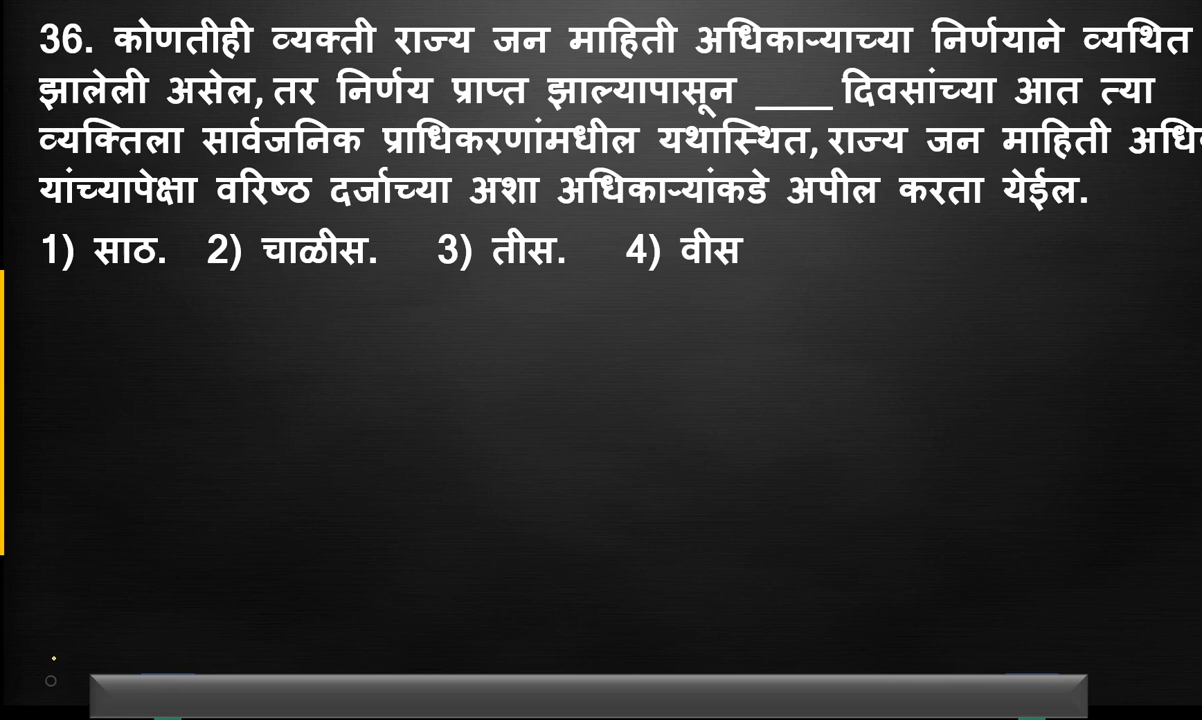 36. कोणतीही व्यक्ती राज्य जन माहिती अधिकाऱ्याच्या निर्णयाने व्यथित
झालेली असेल, तर निर्णय प्राप्त झाल्यापासून ____ दिवसांच्या आत त्या
व्यक्तिला सार्वजनिक प्राधिकरणांमधील यथास्थित, राज्य जन माहिती
यांच्यापेक्षा वरिष्ठ दर्जाच्या अशा अधिकाऱ्यांकडे अपील करता येईल.
1) साठ. 2) चाळीस. 3) तीस. 4) वीस